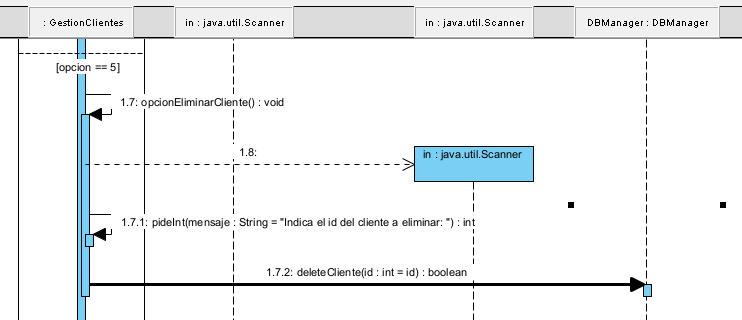 : GestionClientes
in : java.util.Scanner
in : java.util.Scanner
DBManager : DBManager
[opcion == 5]
1.7: opcionEliminarCliente() : void
1.8:
in : java.util.Scanner
1.7.1: pideInt(mensaje : String = "Indica el id del cliente a eliminar: ") : int
1.7.2: deleteCliente(id : int = id) : boolean